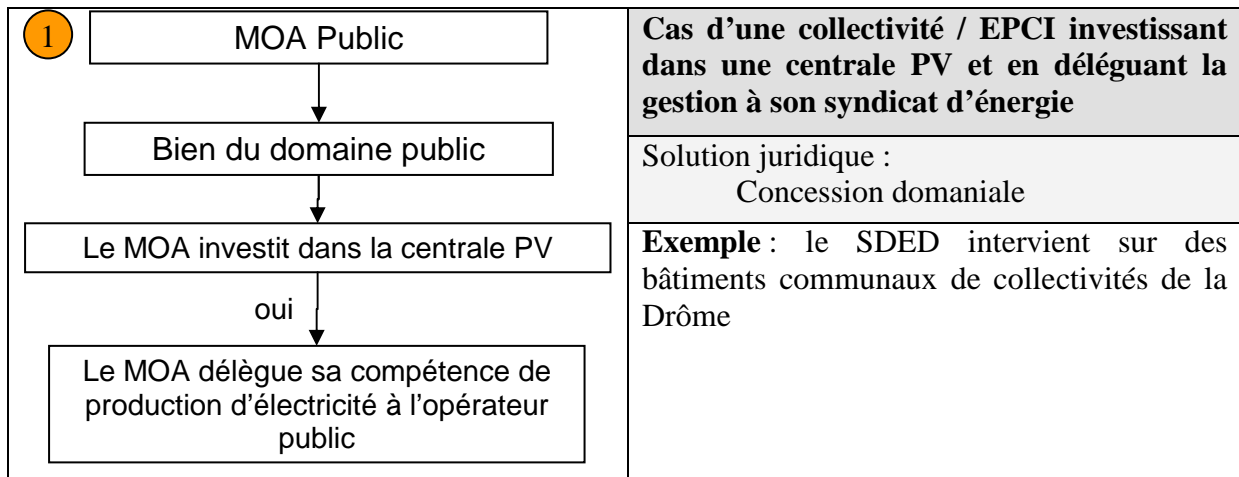 1
MOA Public
Bien du domaine public
Le MOA investit dans la centrale PV
oui
Le MOA délègue sa compétence de
production d’électricité à l’opérateur
public
Cas d’une collectivité / EPCI investissant
dans une centrale PV et en déléguant la
gestion à son syndicat d’énergie
Solution juridique :
Concession domaniale
Exemple : le SDED intervient sur des
bâtiments communaux de collectivités de la
Drôme